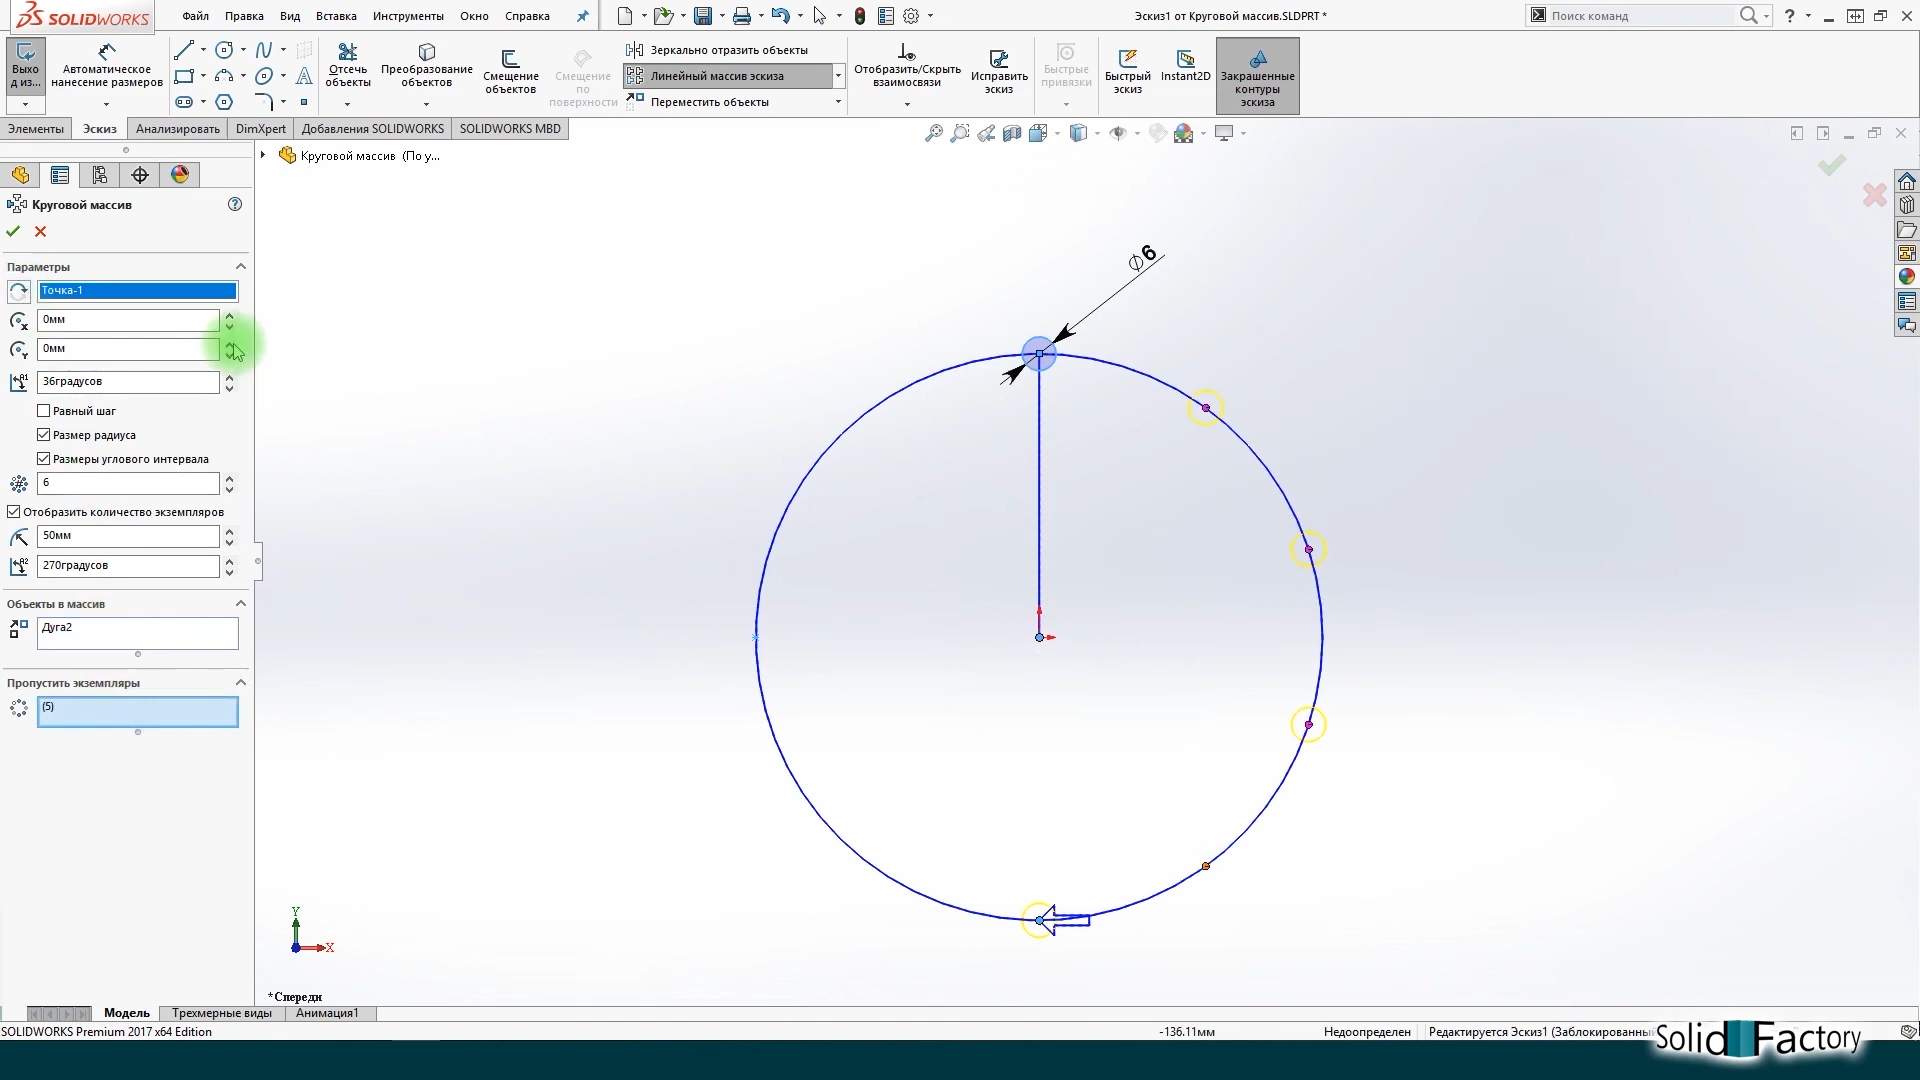 SOLIDWORKS
Файл Правка Вид Вставка Инструменты Окно Справка
Эскиз1 от Круговой массив.SLDPRT *
Поиск команд
Выхо
д из...
Автоматическое
нанесение размеров
Отсечь
объекты
Преобразование
объектов
Смещение
объектов
Смещение
по
поверхности
Зеркально отразить объекты
Линейный массив эскиза
Переместить объекты
Отобразить/Скрыть
взаимосвязи
Исправить
эскиз
Быстрые
привязки
Быстрый
эскиз
Instant2D
Закрашенные
контуры
эскиза
Элементы Эскиз Анализировать DimXpert Добавления SOLIDWORKS SOLIDWORKS MBD
Круговой массив (По у...
Круговой массив
Параметры
Точка-1
0мм
0мм
36градусов
Равный шаг
Размер радиуса
Размеры углового интервала
6
Отобразить количество экземпляров
50мм
270градусов
Объекты в массив
Дуга2
Пропустить экземпляры
(5)
∅6
Y
X
*Спереди
Модель Трехмерные виды Анимация1
SOLIDWORKS Premium 2017 x64 Edition
-136.11мм Недоопределен Редактируется Эскиз1 (Заблокированны
Solid Factory